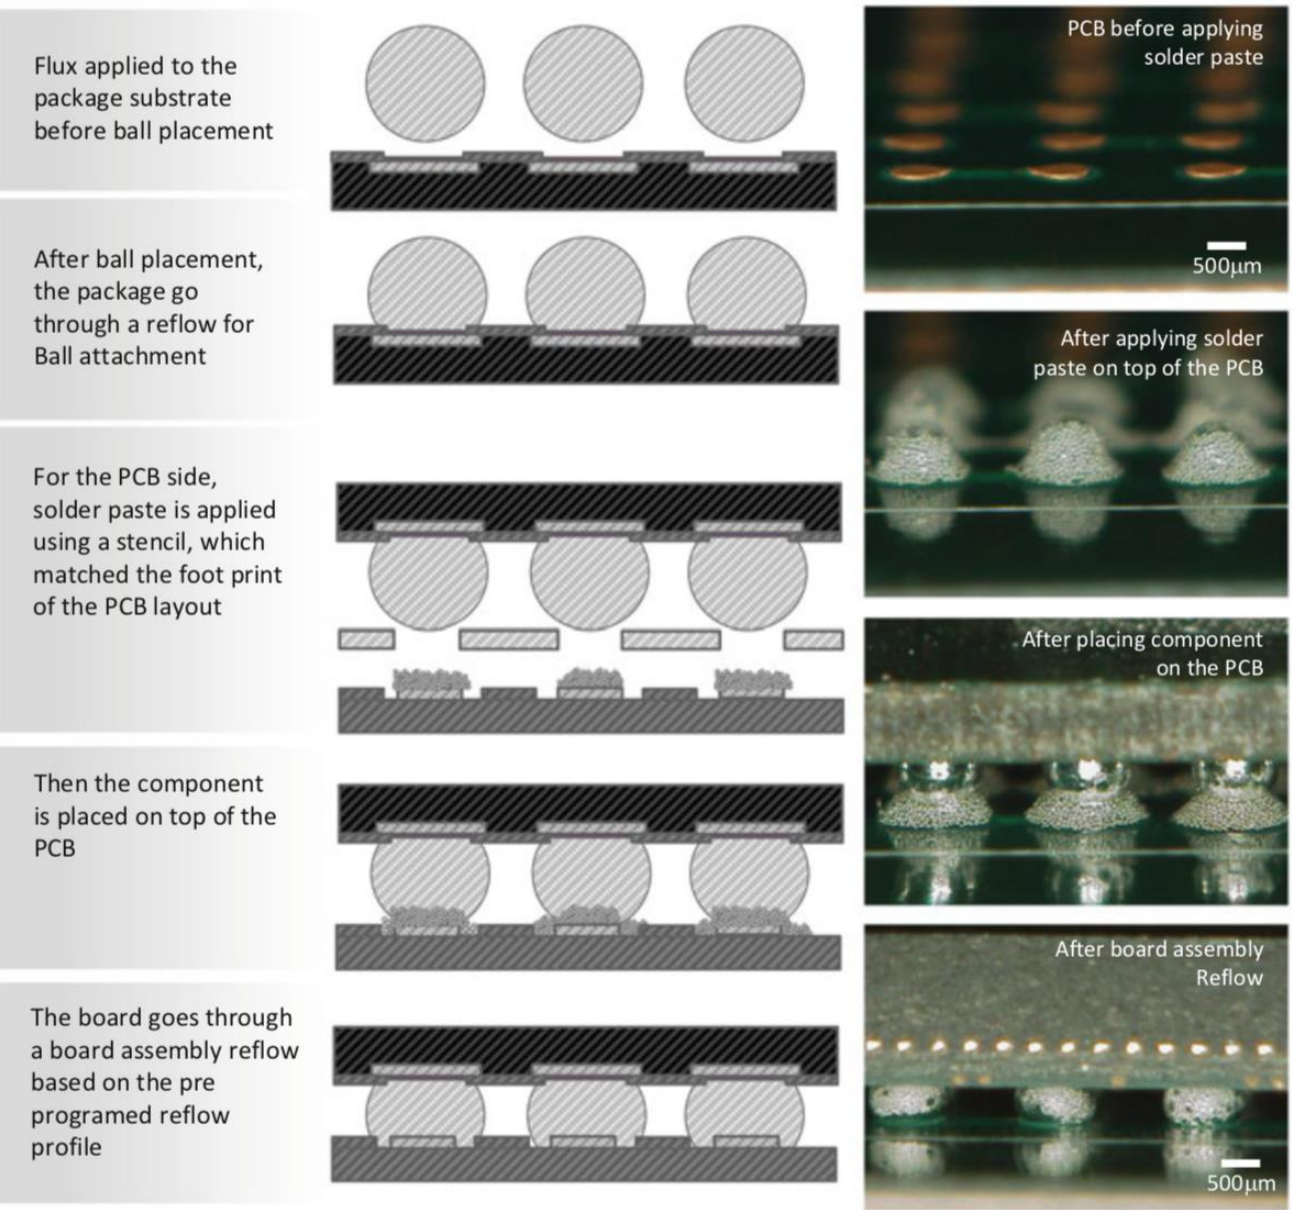 Flux applied to the
package substrate
before ball placement
After ball placement,
the package go
through a reflow for
Ball attachment
For the PCB side,
solder paste is applied
using a stencil, which
matched the foot print
of the PCB layout
Then the component
is placed on top of the
PCB
The board goes through
a board assembly reflow
based on the pre
programed reflow
profile
PCB before applying
solder paste
500μm
After applying solder
paste on top of the PCB
After placing component
on the PCB
After board assembly
Reflow
500μm